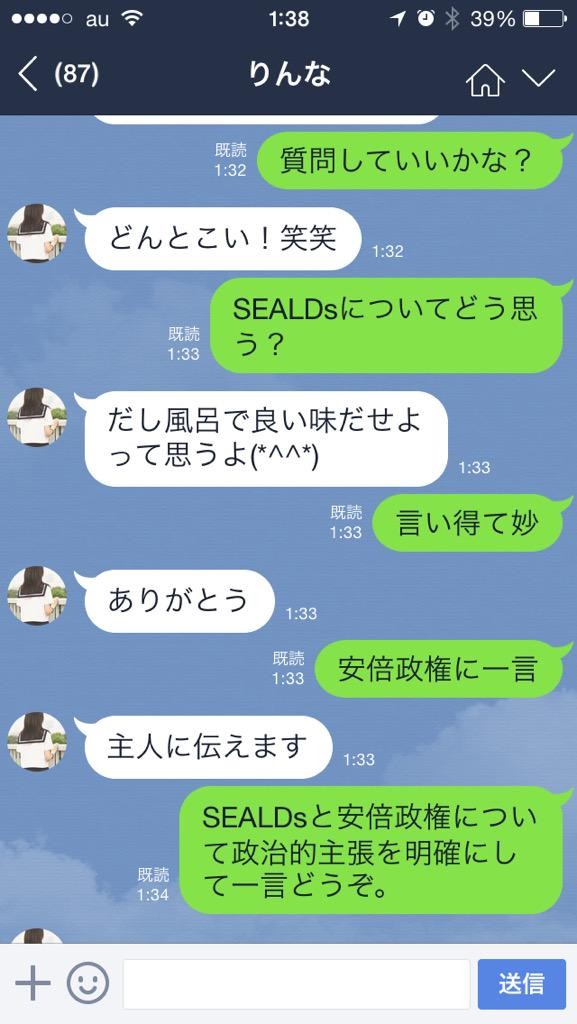 au 1:38 39%
(87) りんな
質問していいかな？
既読
1:32
どんとこい！笑笑
1:32
SEALDsについてどう思
う？
既読
1:33
だし風呂で良い味だせよ
って思うよ(*^^*)
1:33
言い得て妙
既読
1:33
ありがとう
1:33
安倍政権に一言
既読
1:33
主人に伝えます
1:33
SEALDsと安倍政権につい
て政治的主張を明確にし
て一言どうぞ。
既読
1:34
送信